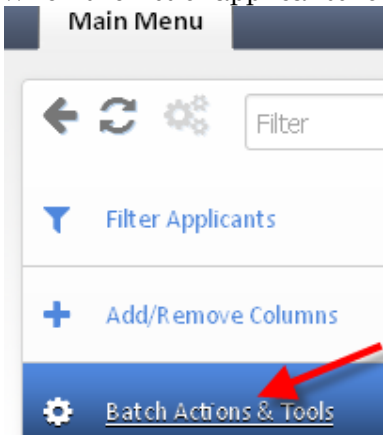 Main Menu
Filter
Filter Applicants
Add/Remove Columns
Batch Actions & Tools